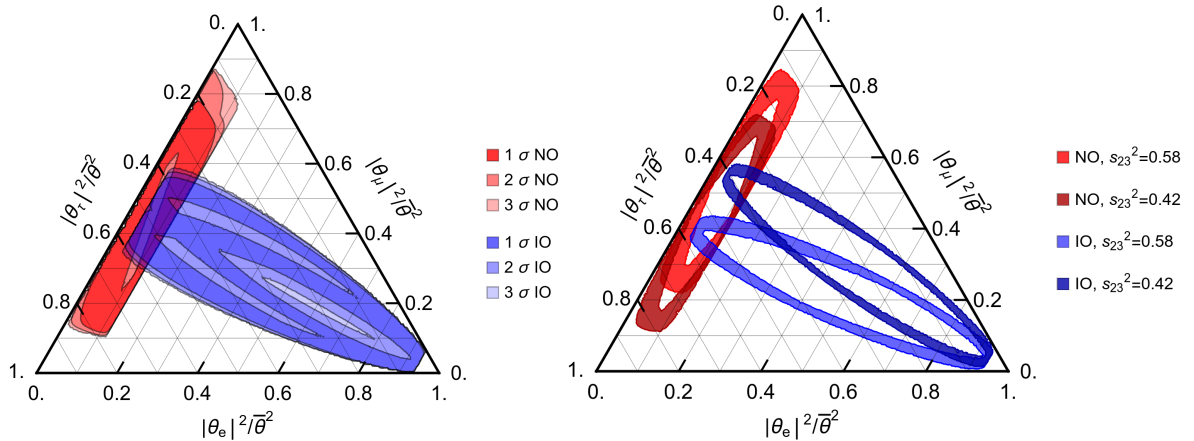 0. 1.
0.2 0.8
0.4 0.6
|θτ|²/θ̅² |θμ|²/θ̅²
0.6 0.4
0.8 0.2
1. 0.
0. 0.2 0.4 0.6 0.8 1.
|θe|²/θ̅²
1 σ NO
2 σ NO
3 σ NO
1 σ IO
2 σ IO
3 σ IO
0. 1.
0.2 0.8
0.4 0.6
|θτ|²/θ̅² |θμ|²/θ̅²
0.6 0.4
0.8 0.2
1. 0.
0. 0.2 0.4 0.6 0.8 1.
|θe|²/θ̅²
NO, s₂₃²=0.58
NO, s₂₃²=0.42
IO, s₂₃²=0.58
IO, s₂₃²=0.42